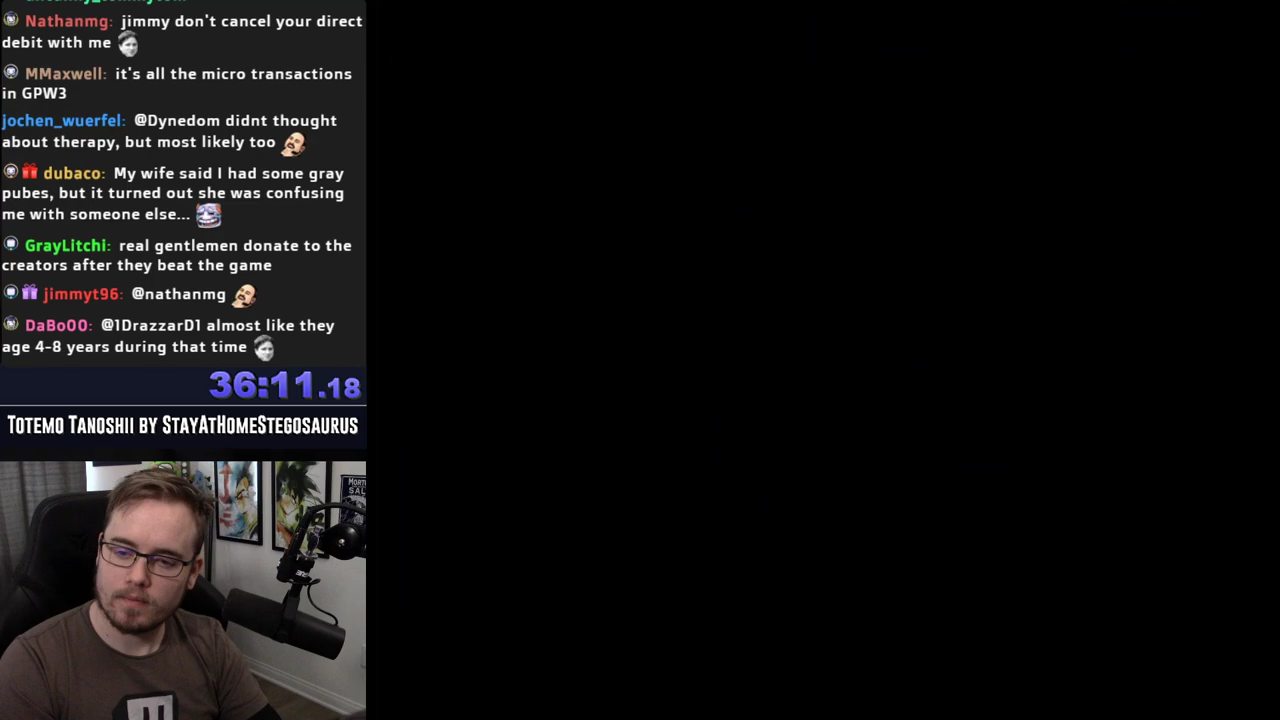 Nathanmg: jimmy don't cancel your direct
debit with me
MMaxwell: it's all the micro transactions
in GPW3
jochen_wuerfel: @Dynedom didnt thought
about therapy, but most likely too
dubaco: My wife said I had some gray
pubes, but it turned out she was confusing
me with someone else...
GrayLitchi: real gentlemen donate to the
creators after they beat the game
jimmyt96: @nathanmg
DaBo00: @1DrazzarD1 almost like they
age 4-8 years during that time
36:11.18
Totemo Tanoshii by StayAtHomeStegosaurus